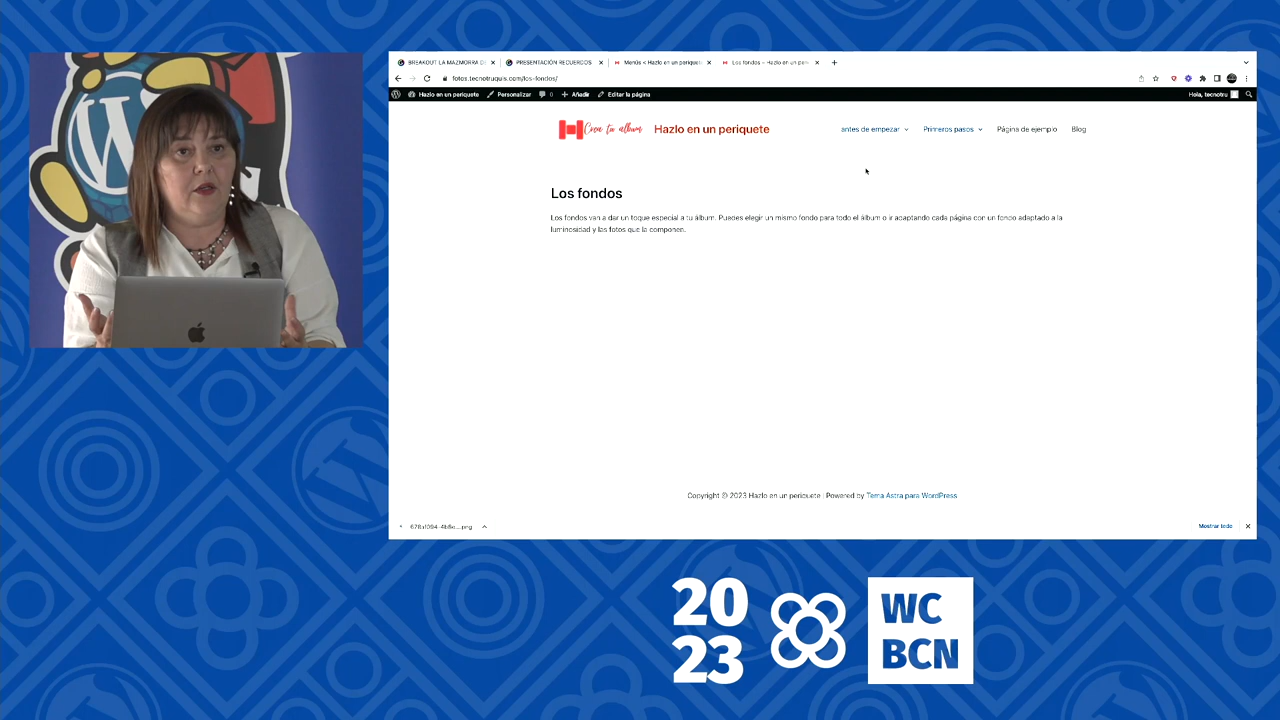 BREAKOUT LA MAZMORRA D
PRESENTACIÓN RECUERDOS
Menús < Hazlo en un periquete
Los fondos – Hazlo en un peri
fotos.tecnotruquis.com/los-fondos/
Hazlo en un periquete
Personalizar
0
Añadir
Editar la página
Hola, tecnotru
Crea tu album
Hazlo en un periquete
antes de empezar
Primeros pasos
Página de ejemplo
Blog
Los fondos
Los fondos van a dar un toque especial a tu álbum. Puedes elegir un mismo fondo para todo el álbum o ir adaptando cada página con un fondo adaptado a la
luminosidad y las fotos que la componen.
Copyright © 2023 Hazlo en un periquete | Powered by Tema Astra para WordPress
Mostrar todo
20
23
WC
BCN